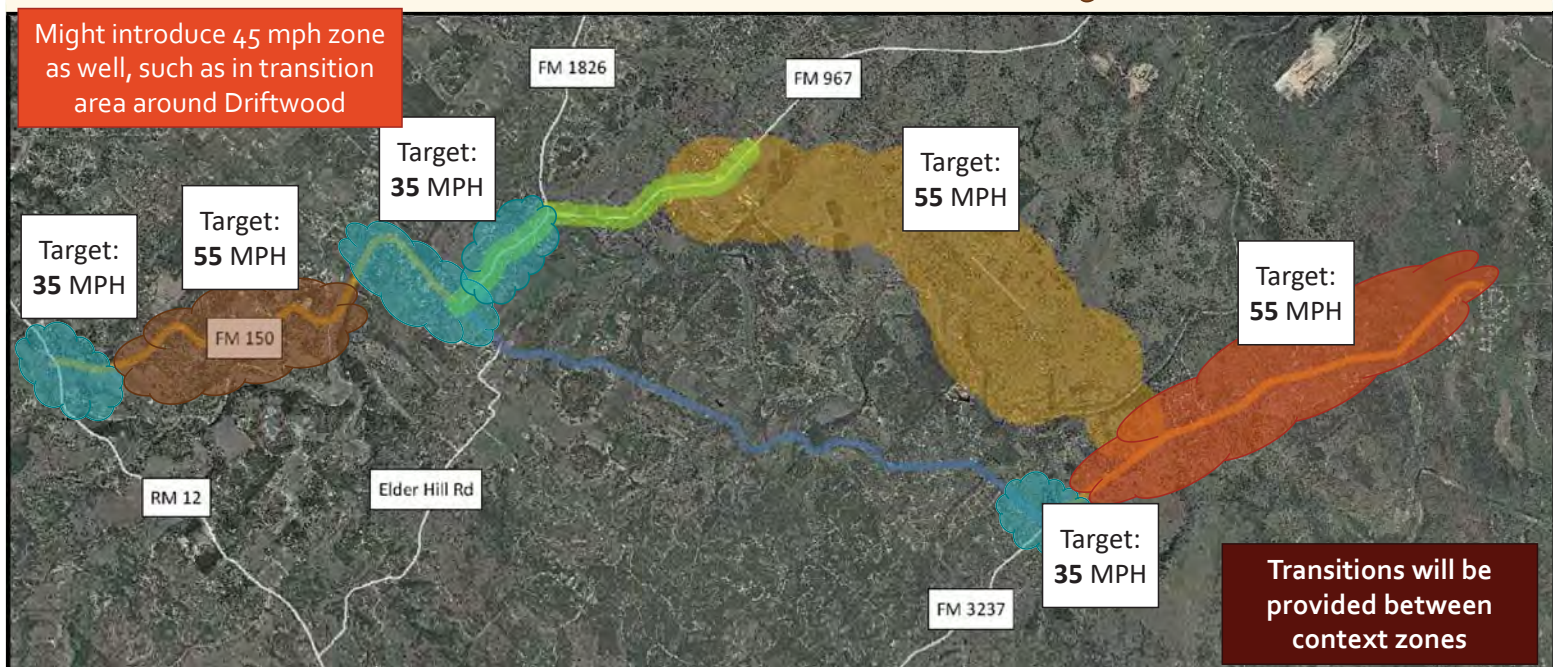 Might introduce 45 mph zone
as well, such as in transition
area around Driftwood
FM 1826
FM 967
Target:
35 MPH
Target:
55 MPH
Target:
55 MPH
Target:
35 MPH
Target:
55 MPH
FM 150
RM 12
Elder Hill Rd
Target:
35 MPH
FM 3237
Transitions will be
provided between
context zones